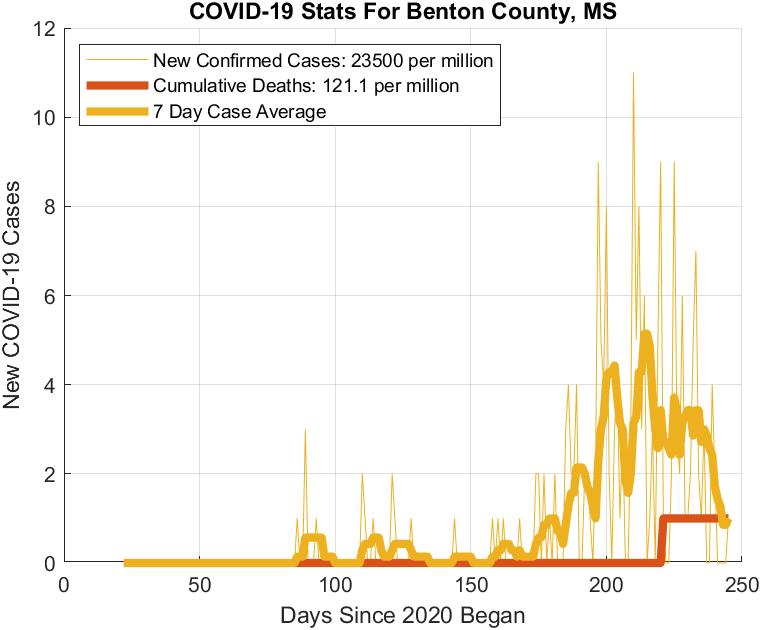 COVID-19 Stats For Benton County, MS
New Confirmed Cases: 23500 per million
Cumulative Deaths: 121.1 per million
7 Day Case Average
New COVID-19 Cases
12
10
8
6
4
2
0
0 50 100 150 200 250
Days Since 2020 Began